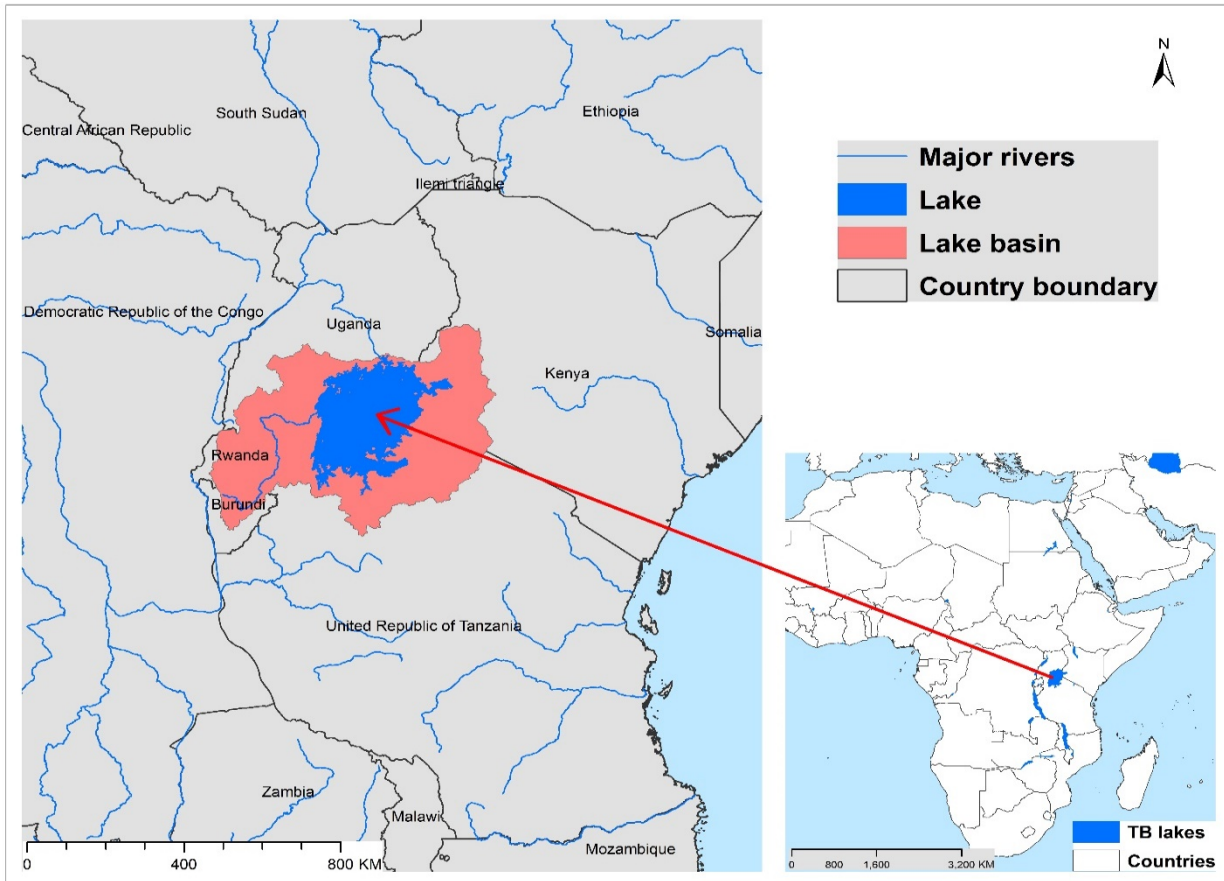 South Sudan
Ethiopia
Central African Republic
Ilemi triangle
Democratic Republic of the Congo
Uganda
Somalia
Kenya
Rwanda
Burundi
United Republic of Tanzania
Zambia
Malawi
Mozambique
0 400 800 KM
N
Major rivers
Lake
Lake basin
Country boundary
TB lakes
Countries
0 800 1,600 3,200 KM